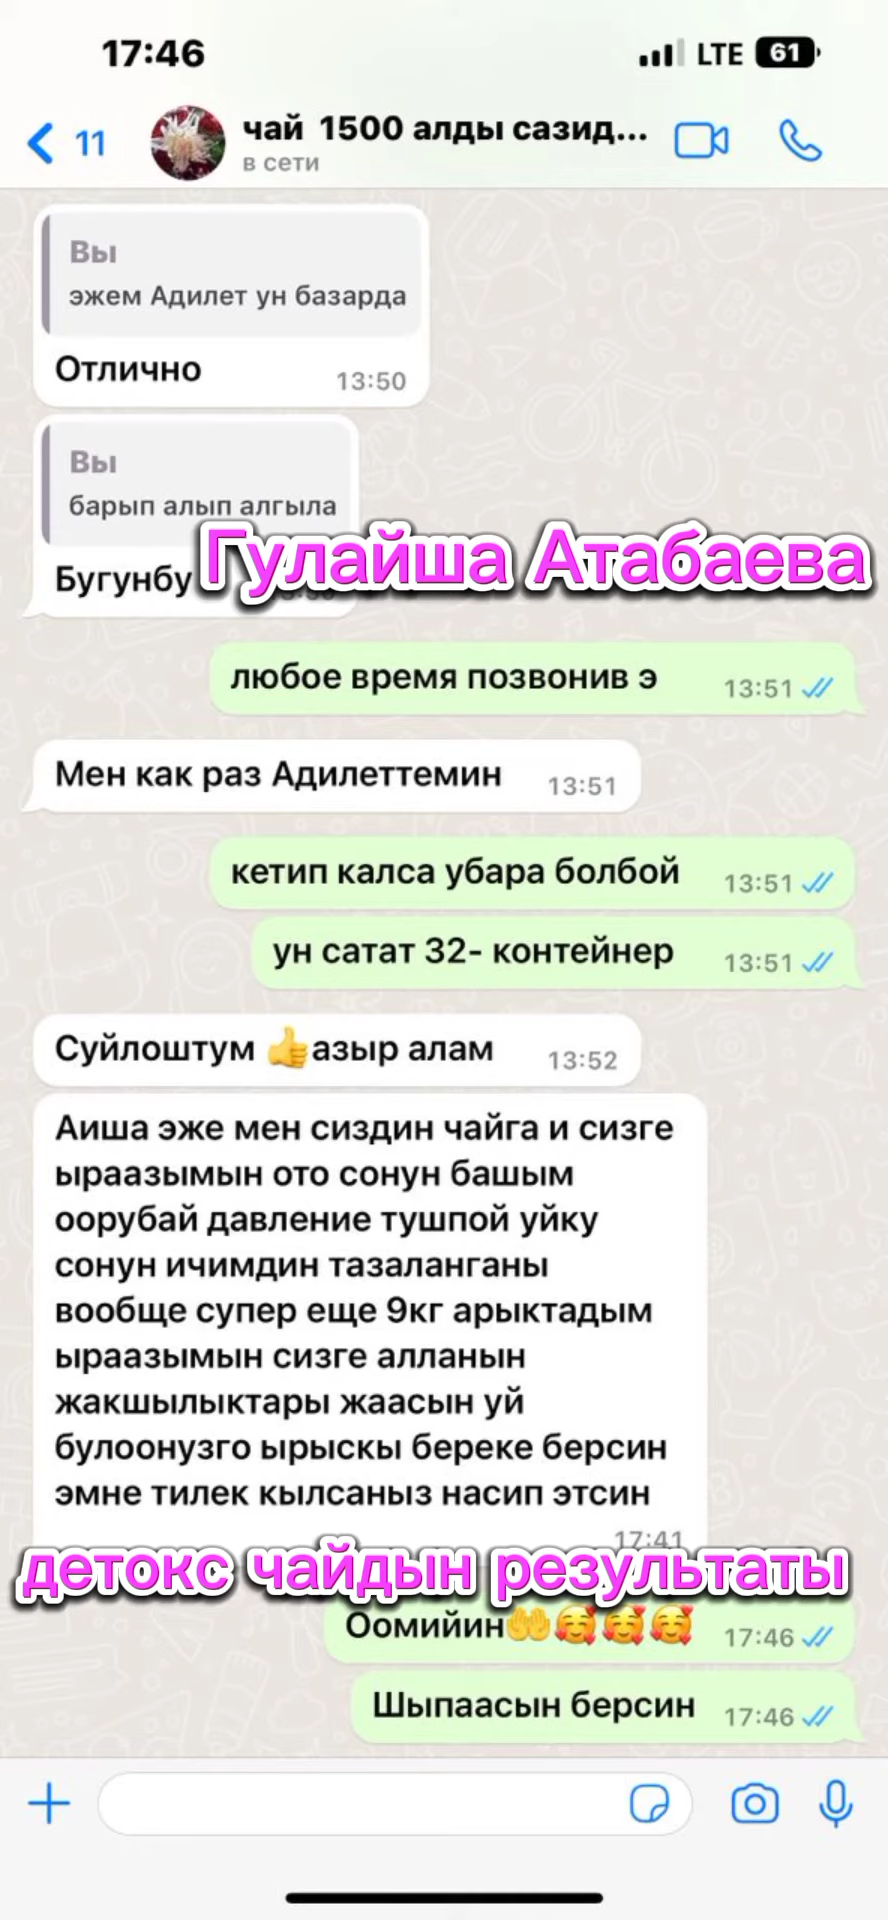 17:46
LTE 61
11
чай 1500 алды сазид...
в сети
Вы
эжем Адилет ун базарда
Отлично
13:50
Вы
барып алып алгыла
Гулайша Атабаева
Бугунбу
любое время позвонив э 13:51
Мен как раз Адилеттемин 13:51
кетип калса убара болбой 13:51
ун сатат 32- контейнер 13:51
Суйлоштум 👍азыр алам 13:52
Аиша эже мен сиздин чайга и сизге
ыраазымын ото сонун башым
оорубай давление тушпой уйку
сонун ичимдин тазаланганы
вообще супер еще 9кг арыктадым
ыраазымын сизге алланын
жакшылыктары жаасын уй
булоонузго ырыскы береке берсин
эмне тилек кылсаныз насип этсин
17:41
детокс чайдын результаты
Оомийин🤲🥰🥰🥰 17:46
Шыпаасын берсин 17:46